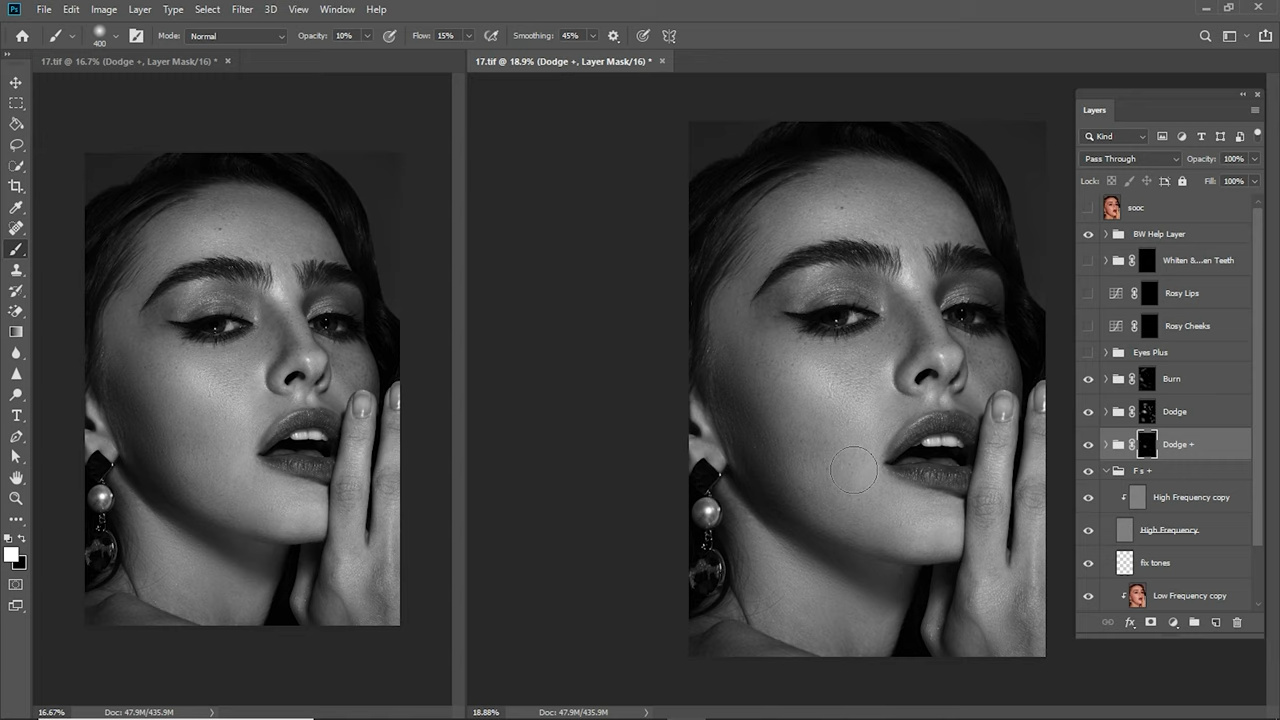 Ps File Edit Image Layer Type Select Filter 3D View Window Help
400 Mode: Normal Opacity: 10% Flow: 15% Smoothing: 45%
17.tif @ 16.7% (Dodge +, Layer Mask/16) *
17.tif @ 18.9% (Dodge +, Layer Mask/16) *
Layers
Kind
Pass Through Opacity: 100%
Lock: Fill: 100%
sooc
BW Help Layer
Whiten &...en Teeth
Rosy Lips
Rosy Cheeks
Eyes Plus
Burn
Dodge
Dodge +
F s +
High Frequency copy
High Frequency
fix tones
Low Frequency copy
fx
16.67% Doc: 47.9M/435.9M
18.88% Doc: 47.9M/435.9M